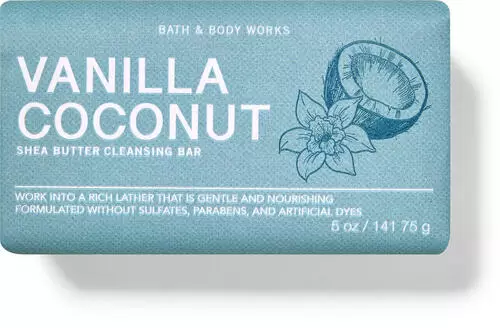 BATH & BODY WORKS
VANILLA
COCONUT
SHEA BUTTER CLEANSING BAR
WORK INTO A RICH LATHER THAT IS GENTLE AND NOURISHING
FORMULATED WITHOUT SULFATES, PARABENS, AND ARTIFICIAL DYES
5 oz / 141 75 g